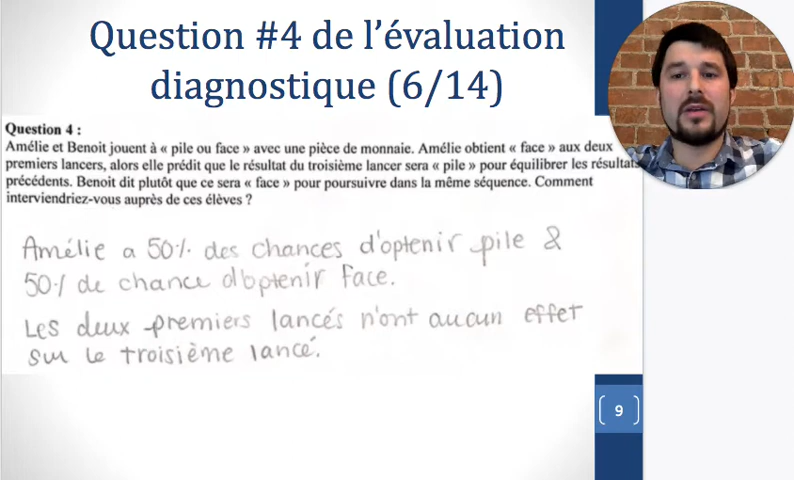 Question #4 de l’évaluation
diagnostique (6/14)
Question 4 :
Amélie et Benoit jouent à « pile ou face » avec une pièce de monnaie. Amélie obtient « face » aux deux
premiers lancers, alors elle prédit que le résultat du troisième lancer sera « pile » pour équilibrer les résultats
précédents. Benoit dit plutôt que ce sera « face » pour poursuivre dans la même séquence. Comment
interviendriez-vous auprès de ces élèves ?
Amélie a 50% des chances d'optenir pile &
50% de chance d'optenir face.
Les deux premiers lancés n'ont aucun effet
sur le troisième lancé.
9